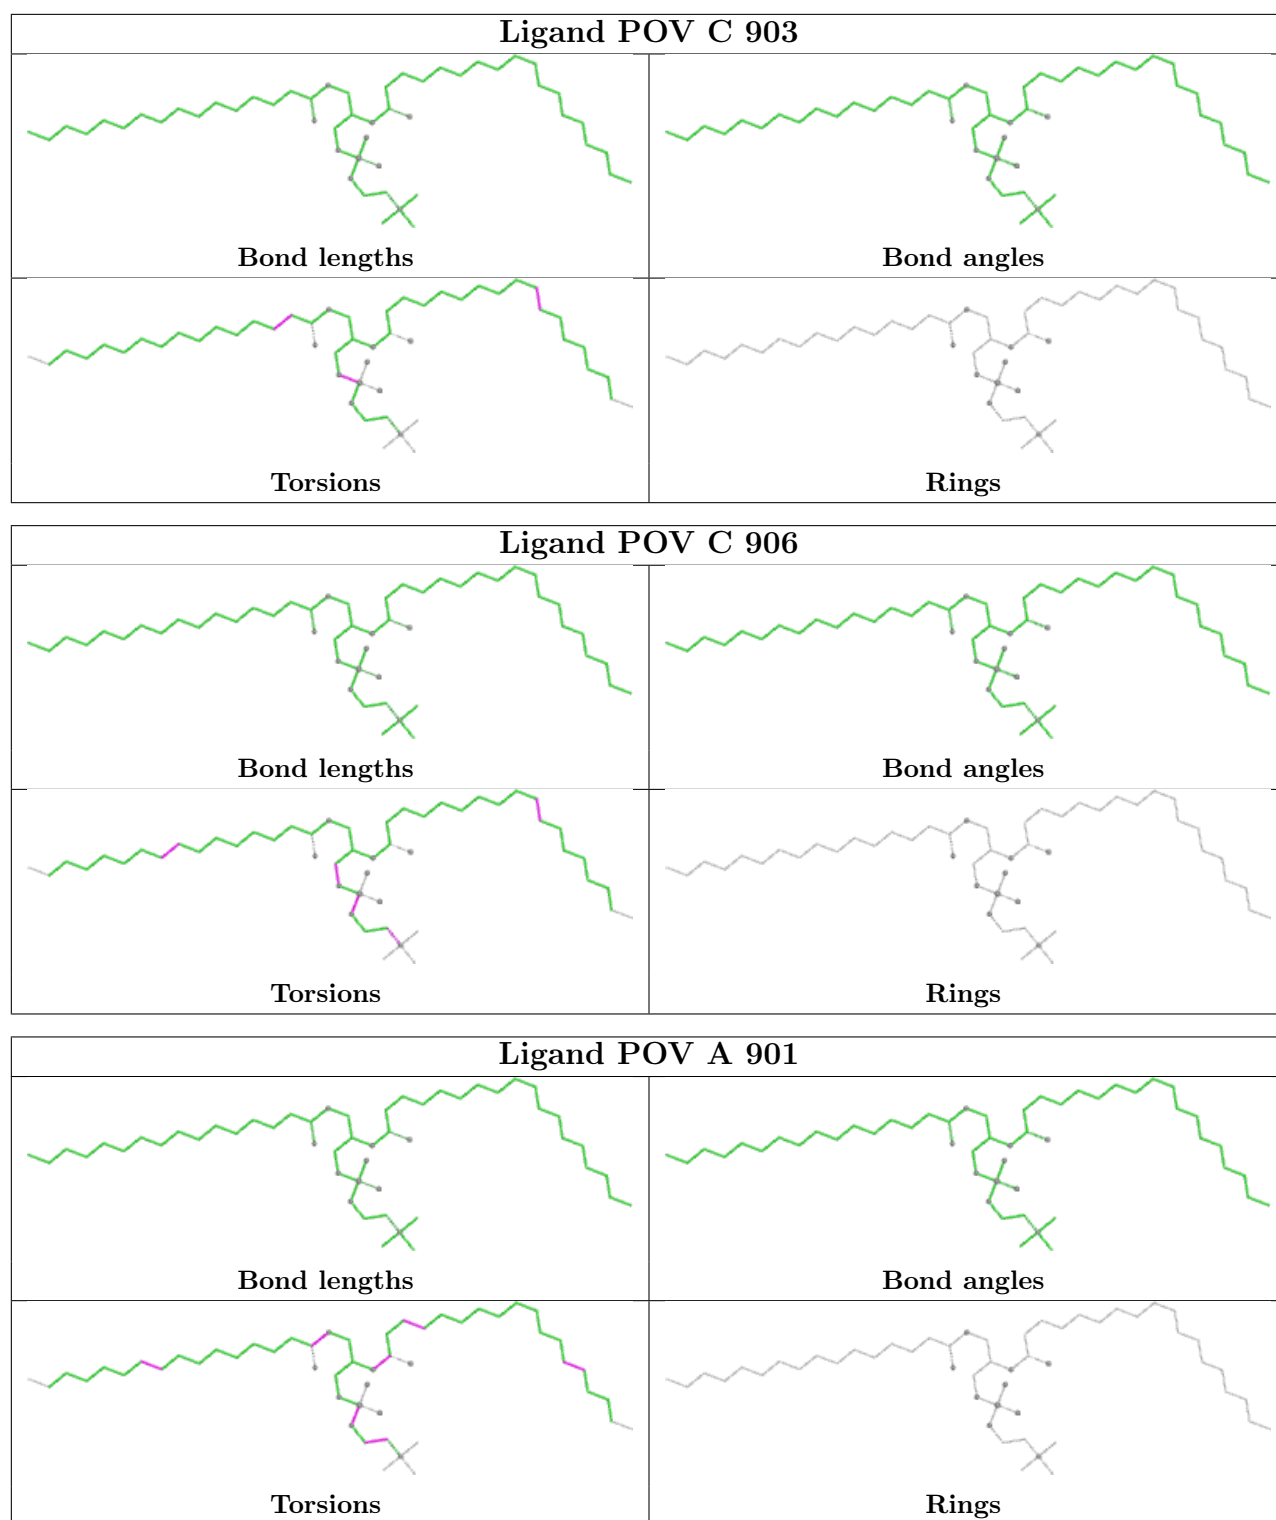 Ligand POV C 903
Bond lengths
Bond angles
Torsions
Rings
Ligand POV C 906
Bond lengths
Bond angles
Torsions
Rings
Ligand POV A 901
Bond lengths
Bond angles
Torsions
Rings